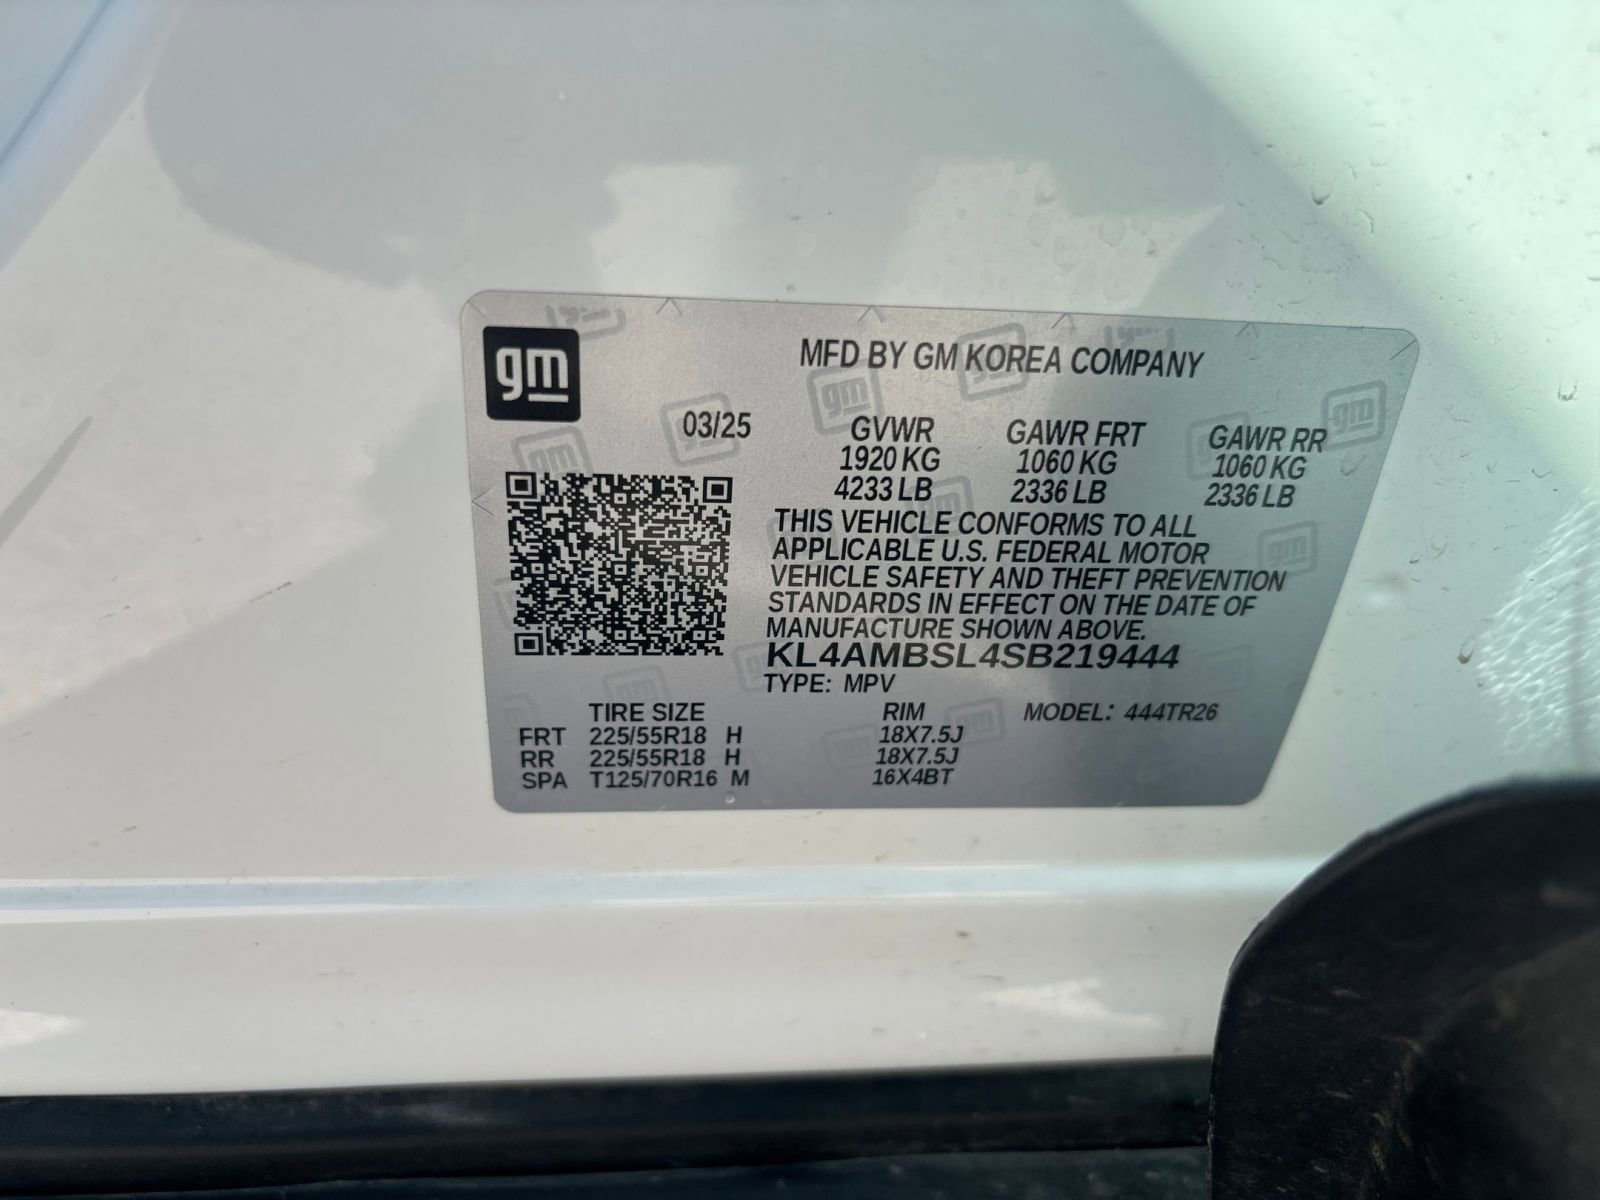 gm
MFD BY GM KOREA COMPANY
03/25 GVWR GAWR FRT GAWR RR
1920 KG 1060 KG 1060 KG
4233 LB 2336 LB 2336 LB
THIS VEHICLE CONFORMS TO ALL
APPLICABLE U.S. FEDERAL MOTOR
VEHICLE SAFETY AND THEFT PREVENTION
STANDARDS IN EFFECT ON THE DATE OF
MANUFACTURE SHOWN ABOVE.
KL4AMBSL4SB219444
TYPE: MPV
TIRE SIZE RIM MODEL: 444TR26
FRT 225/55R18 H 18X7.5J
RR 225/55R18 H 18X7.5J
SPA T125/70R16 M 16X4BT